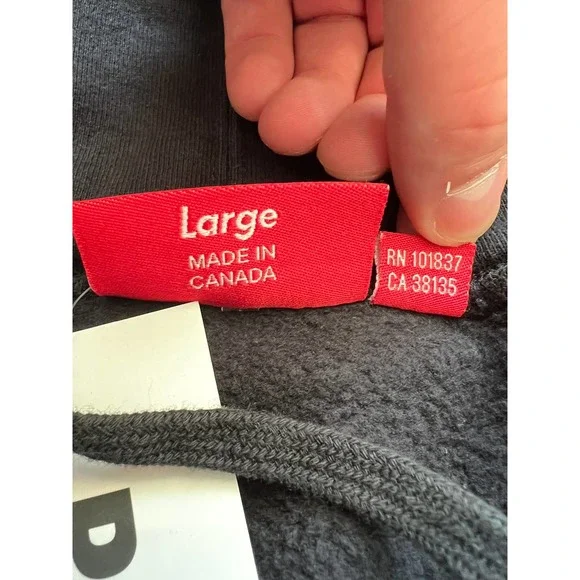 Large
MADE IN
CANADA
RN 101837
CA 38135
P